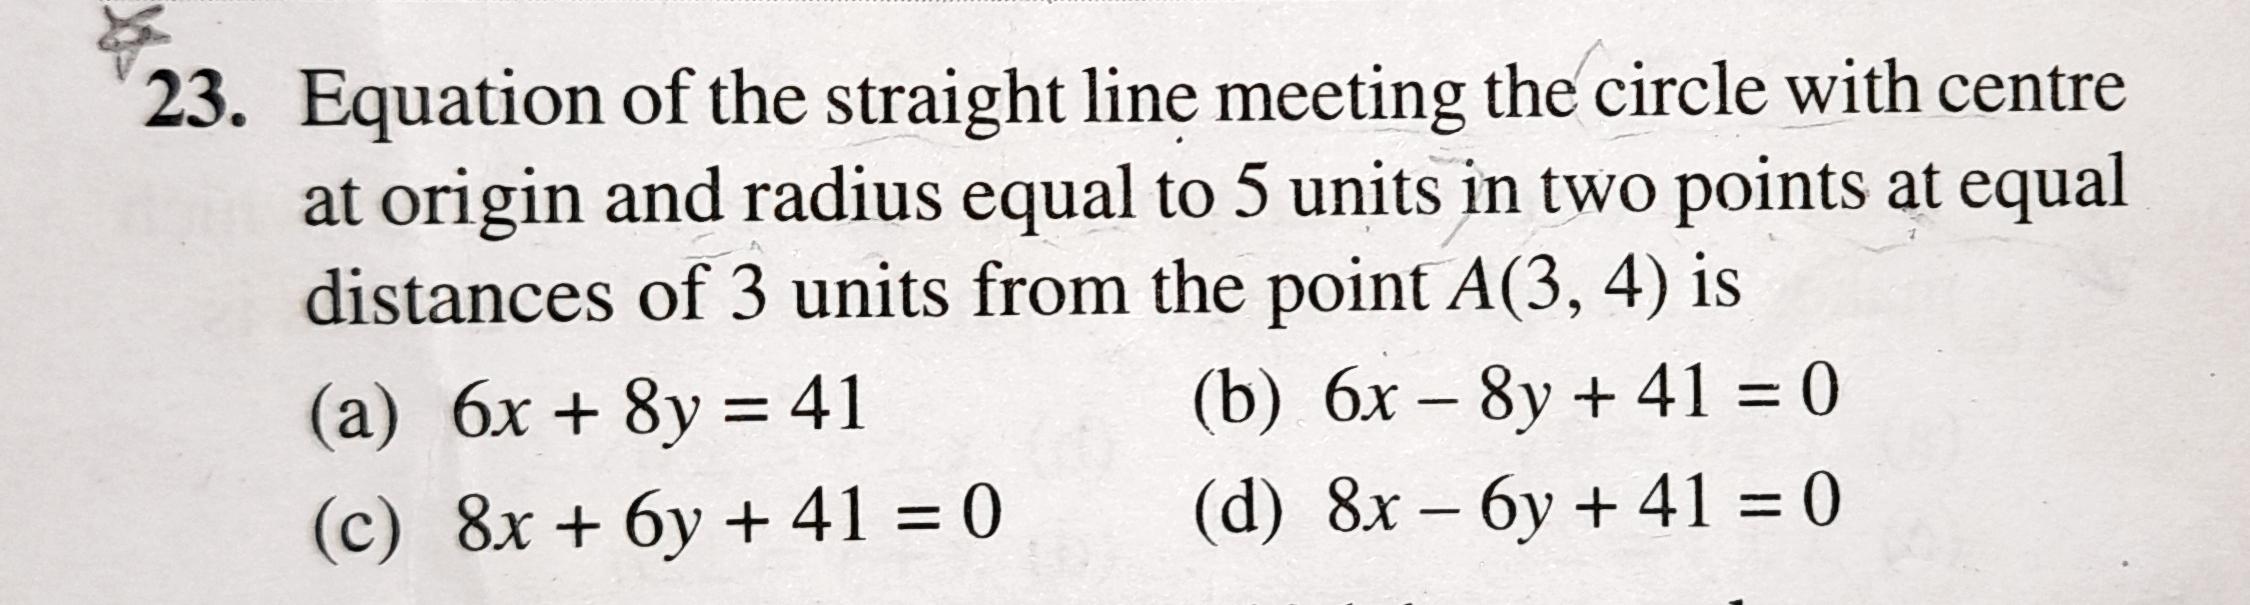 23. Equation of the straight line meeting the circle with centre
at origin and radius equal to 5 units in two points at equal
distances of 3 units from the point A(3, 4) is
(a) 6x + 8y = 41 (b) 6x – 8y + 41 = 0
(c) 8x + 6y + 41 = 0 (d) 8x – 6y + 41 = 0